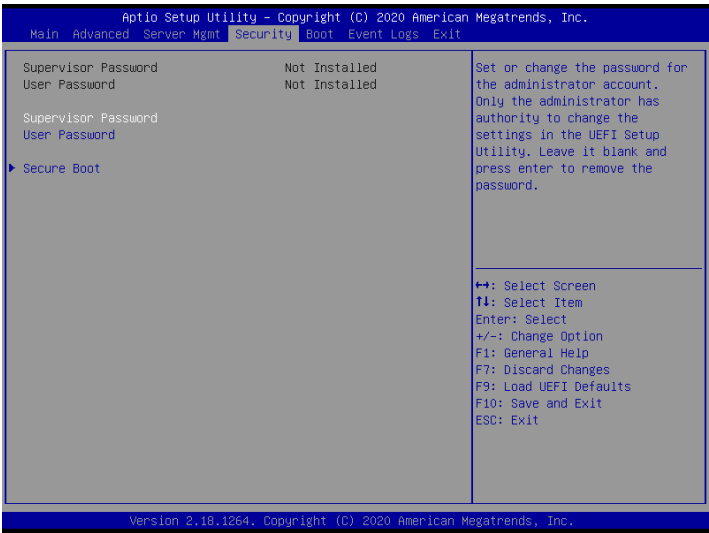 Aptio Setup Utility – Copyright (C) 2020 American Megatrends, Inc.
Main Advanced Server Mgmt Security Boot Event Logs Exit
Supervisor Password Not Installed
User Password Not Installed
Supervisor Password
User Password
Secure Boot
Set or change the password for
the administrator account.
Only the administrator has
authority to change the
settings in the UEFI Setup
Utility. Leave it blank and
press enter to remove the
password.
↔: Select Screen
↑↓: Select Item
Enter: Select
+/-: Change Option
F1: General Help
F7: Discard Changes
F9: Load UEFI Defaults
F10: Save and Exit
ESC: Exit
Version 2.18.1264. Copyright (C) 2020 American Megatrends, Inc.